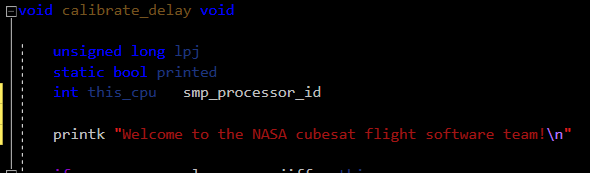 void calibrate_delay void
unsigned long lpj
static bool printed
int this_cpu smp_processor_id
printk "Welcome to the NASA cubesat flight software team!\n"